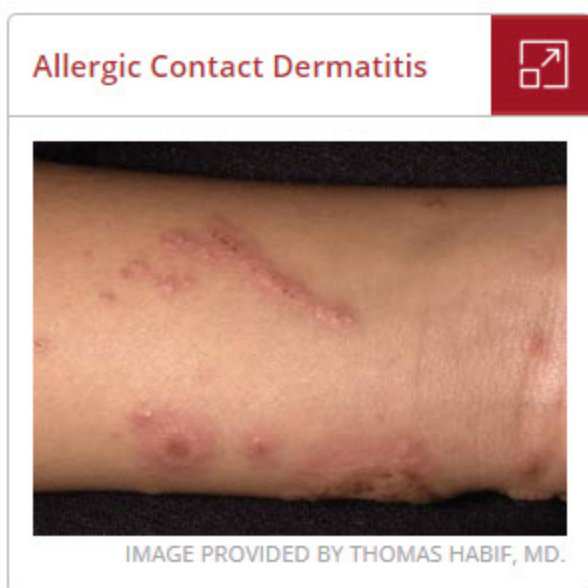 Allergic Contact Dermatitis
IMAGE PROVIDED BY THOMAS HABIF, MD.